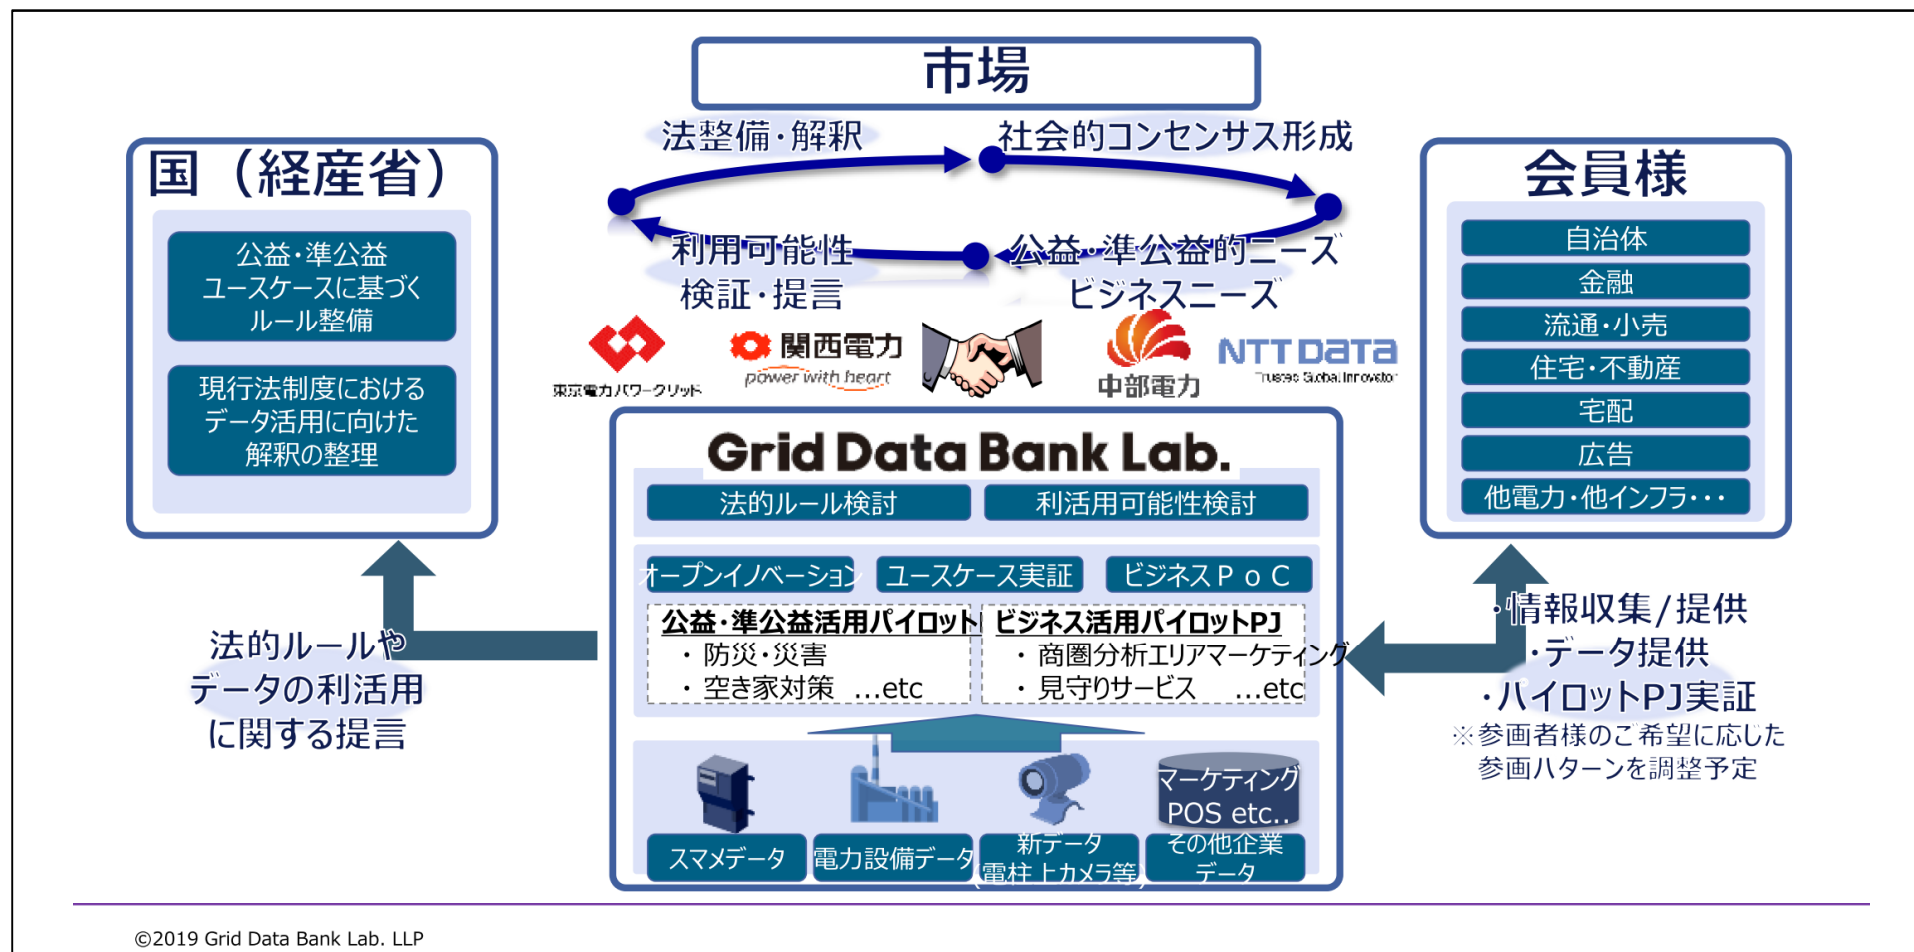 市場
法整備・解釈
社会的コンセンサス形成
利用可能性
検証・提言
公益・準公益的ニーズ
ビジネスニーズ
国（経産省）
公益・準公益
ユースケースに基づく
ルール整備
現行法制度における
データ活用に向けた
解釈の整理
会員様
自治体
金融
流通・小売
住宅・不動産
宅配
広告
他電力・他インフラ・・・
東京電力パワーグリッド
関西電力
power with heart
中部電力
NTT DATA
Trusted Global Innovator
Grid Data Bank Lab.
法的ルール検討
利活用可能性検討
オープンイノベーション
ユースケース実証
ビジネスＰｏＣ
公益・準公益活用パイロット
・ 防災・災害
・ 空き家対策 …etc
ビジネス活用パイロットPJ
・ 商圏分析エリアマーケティング
・ 見守りサービス …etc
マーケティング
POS etc..
スマメデータ
電力設備データ
新データ
(電柱上カメラ等)
その他企業
データ
法的ルールや
データの利活用
に関する提言
・情報収集/提供
・データ提供
・パイロットPJ実証
※参画者様のご希望に応じた
参画パターンを調整予定
©2019 Grid Data Bank Lab. LLP